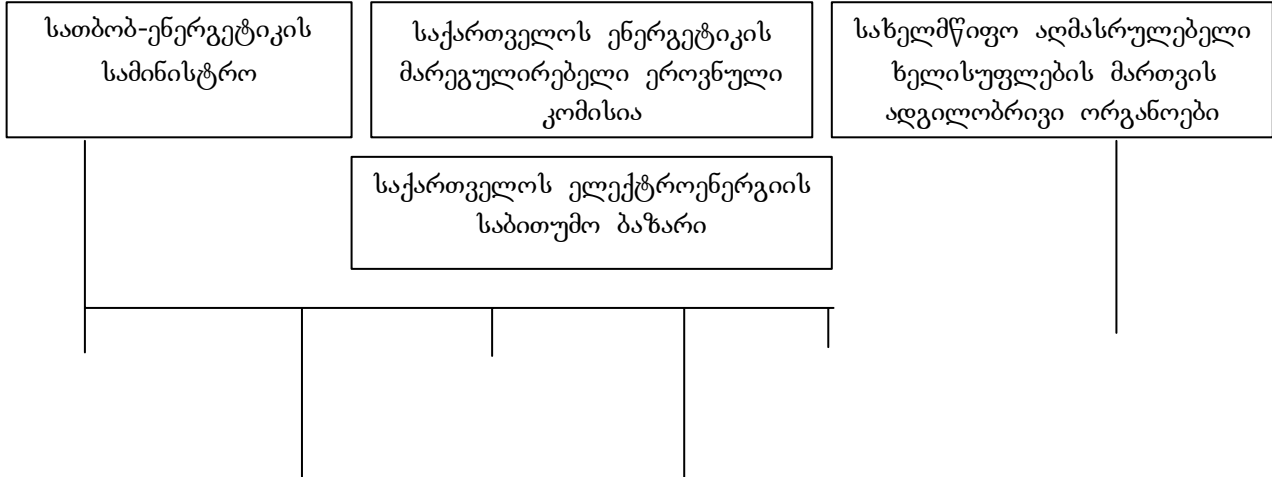 სათბობ-ენერგეტიკის
სამინისტრო
საქართველოს ენერგეტიკის
მარეგულირებელი ეროვნული
კომისია
სახელმწიფო აღმასრულებელი
ხელისუფლების მართვის
ადგილობრივი ორგანოები
საქართველოს ელექტროენერგიის
საბითუმო ბაზარი